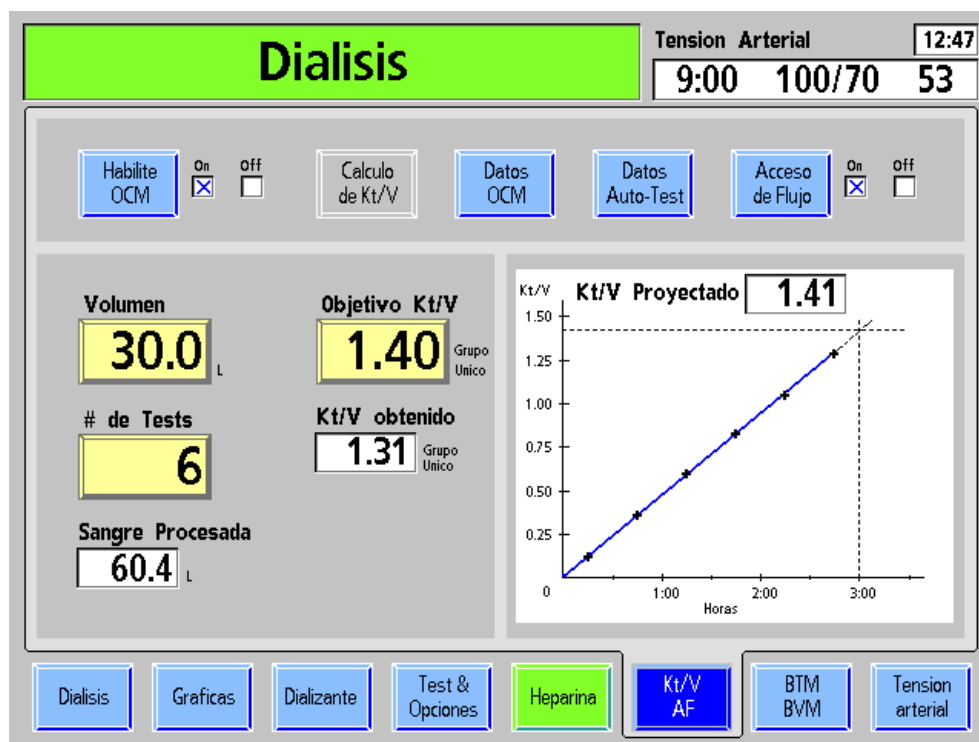 Dialisis
Tension Arterial
12:47
9:00 100/70 53
Habilite
OCM
On
Off
Calculo
de Kt/V
Datos
OCM
Datos
Auto-Test
Acceso
de Flujo
On
Off
Volumen
30.0
L
Objetivo Kt/V
1.40
Grupo
Unico
# de Tests
6
Kt/V obtenido
1.31
Grupo
Unico
Sangre Procesada
60.4
L
Kt/V
Kt/V Proyectado
1.41
1.50
1.25
1.00
0.75
0.50
0.25
0
1:00
2:00
3:00
Horas
Dialisis
Graficas
Dializante
Test &
Opciones
Heparina
Kt/V
AF
BTM
BVM
Tension
arterial